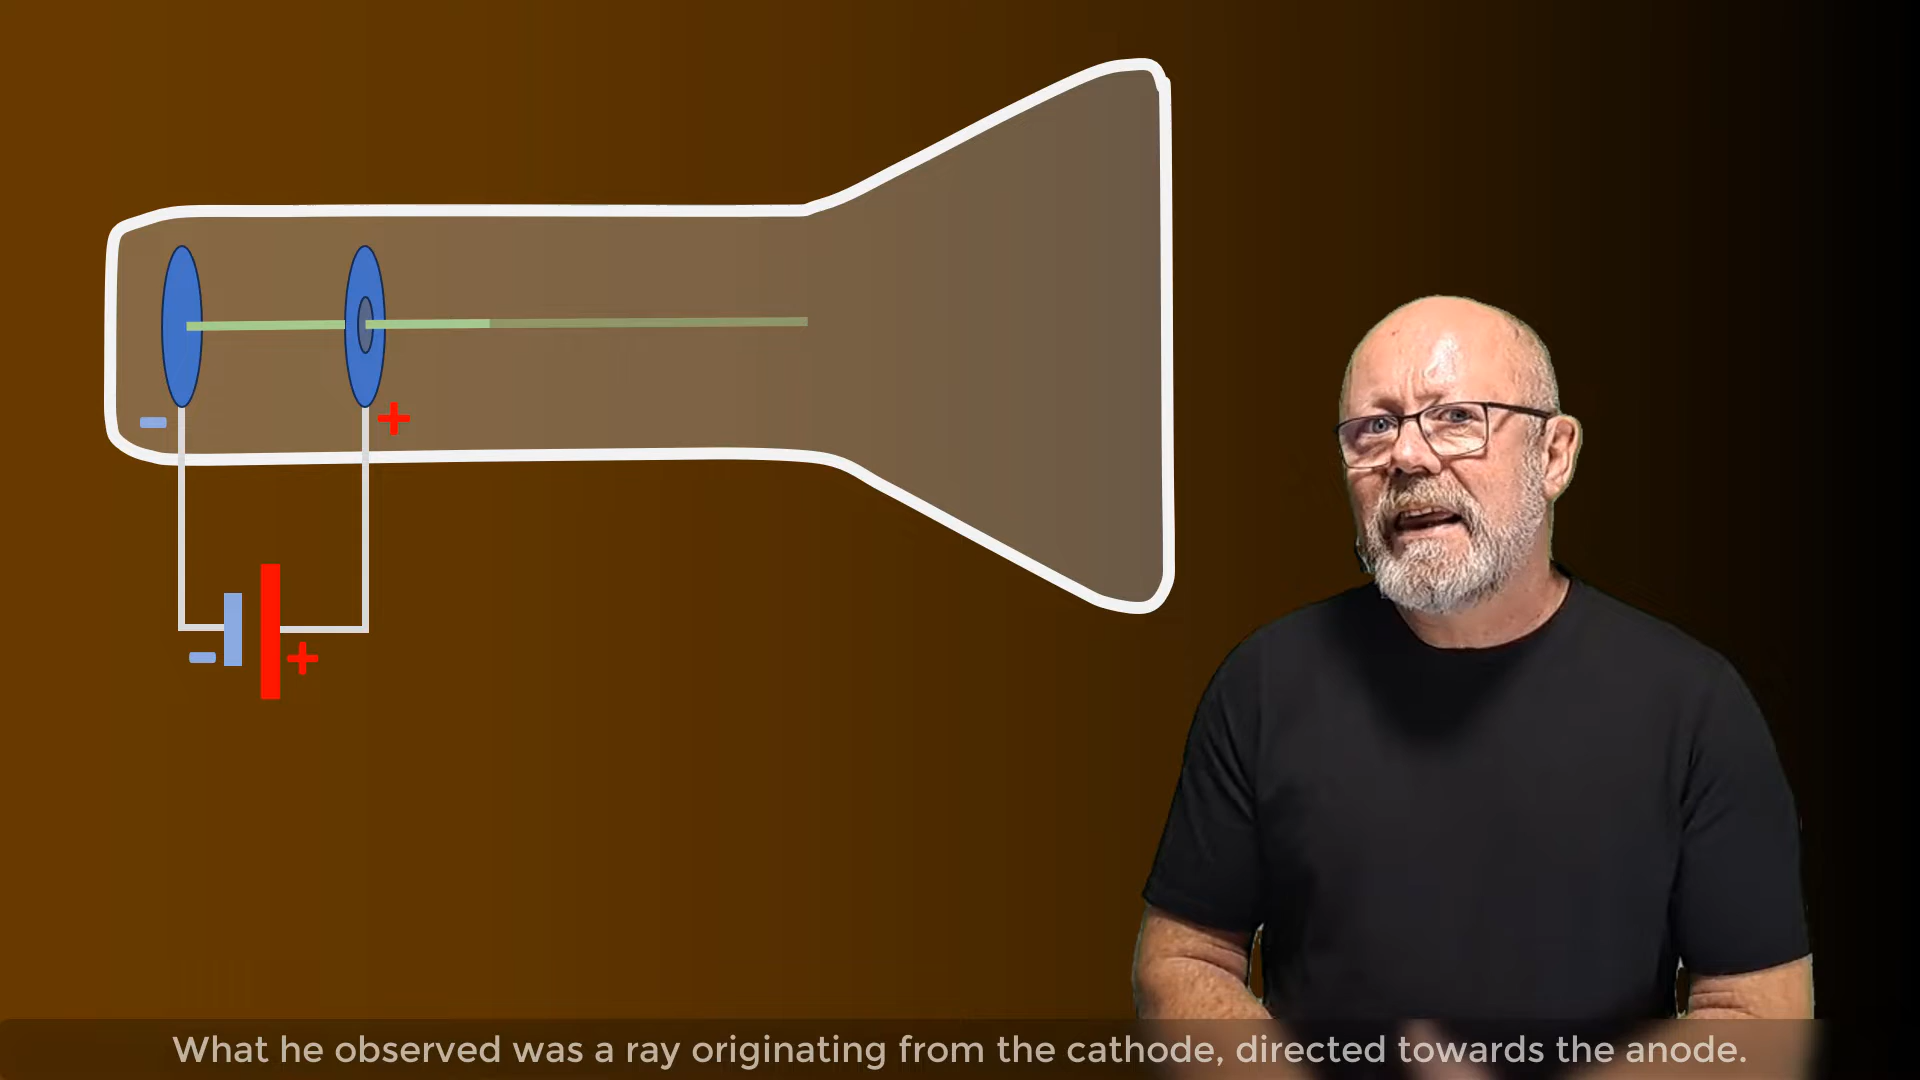 -
+
-
+
What he observed was a ray originating from the cathode, directed towards the anode.